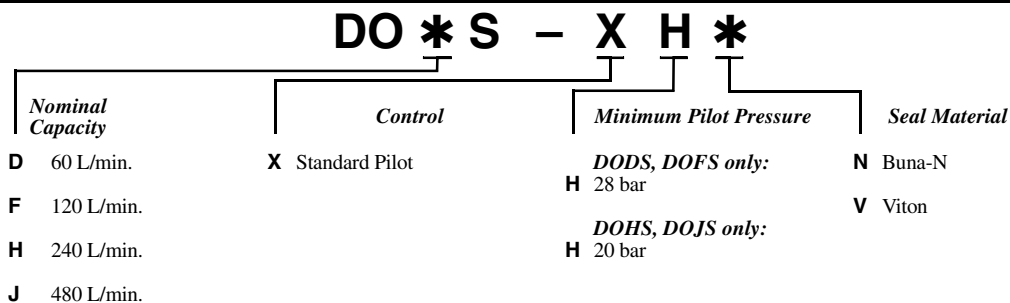 DO ✱ S – X H ✱
Nominal
Capacity
D 60 L/min.
F 120 L/min.
H 240 L/min.
J 480 L/min.
Control
X Standard Pilot
Minimum Pilot Pressure
DODS, DOFS only:
H 28 bar
DOHS, DOJS only:
H 20 bar
Seal Material
N Buna-N
V Viton